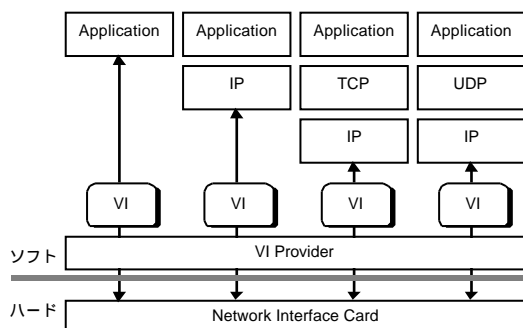 Application Application Application Application
IP TCP UDP
IP IP
VI VI VI VI
ソフト VI Provider
ハード Network Interface Card